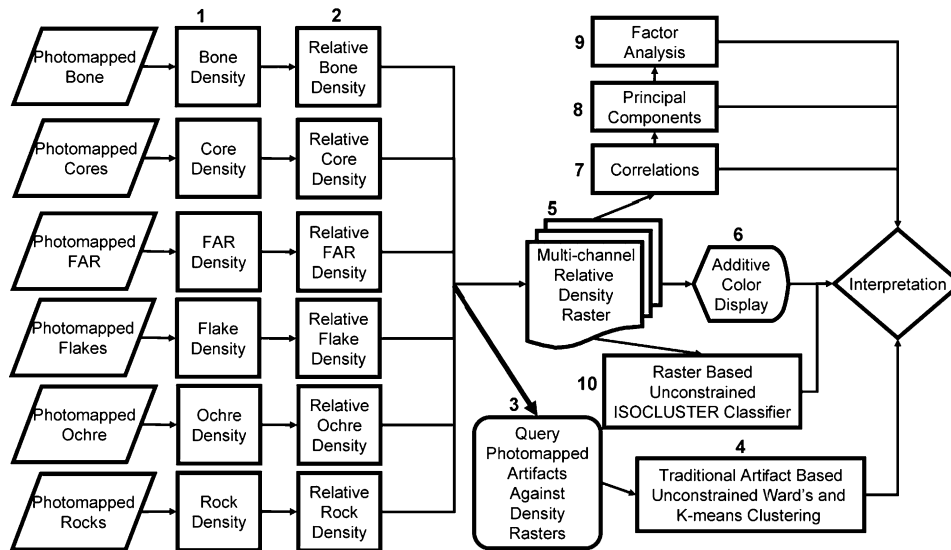 1
2
Photomapped
Bone
Bone
Density
Relative
Bone
Density
Photomapped
Cores
Core
Density
Relative
Core
Density
Photomapped
FAR
FAR
Density
Relative
FAR
Density
Photomapped
Flakes
Flake
Density
Relative
Flake
Density
Photomapped
Ochre
Ochre
Density
Relative
Ochre
Density
Photomapped
Rocks
Rock
Density
Relative
Rock
Density
3
Query
Photomapped
Artifacts
Against
Density
Rasters
4
Traditional Artifact Based
Unconstrained Ward's and
K-means Clustering
5
Multi-channel
Relative
Density
Raster
6
Additive
Color
Display
7
Correlations
8
Principal
Components
9
Factor
Analysis
10
Raster Based
Unconstrained
ISOCLUSTER Classifier
Interpretation